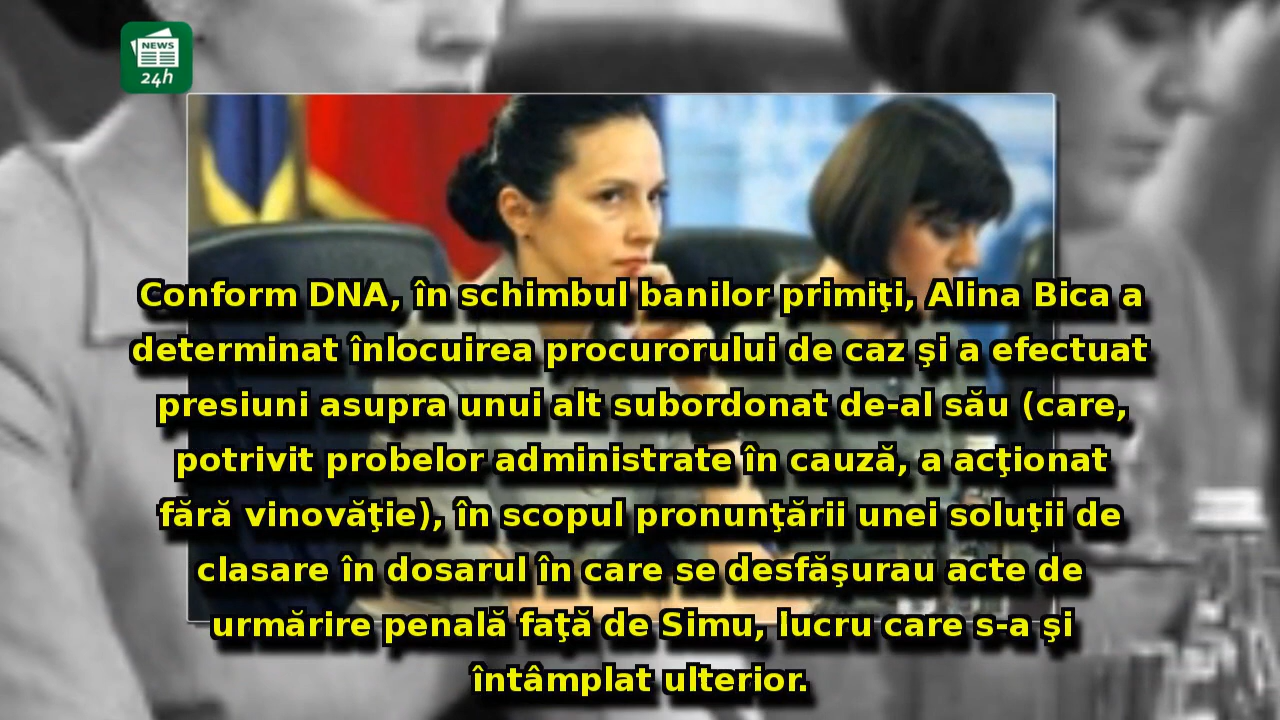 NEWS
24h
Conform DNA, în schimbul banilor primiţi, Alina Bica a
determinat înlocuirea procurorului de caz şi a efectuat
presiuni asupra unui alt subordonat de-al său (care,
potrivit probelor administrate în cauză, a acţionat
fără vinovăţie), în scopul pronunţării unei soluţii de
clasare în dosarul în care se desfăşurau acte de
urmărire penală faţă de Simu, lucru care s-a şi
întâmplat ulterior.